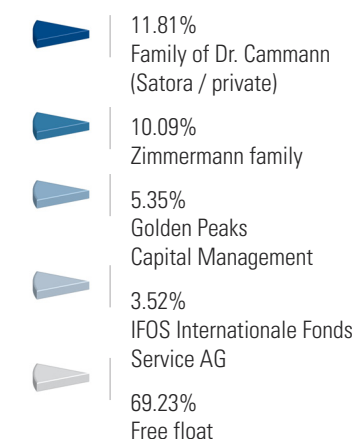 11.81%
Family of Dr. Cammann
(Satora / private)
10.09%
Zimmermann family
5.35%
Golden Peaks
Capital Management
3.52%
IFOS Internationale Fonds
Service AG
69.23%
Free float